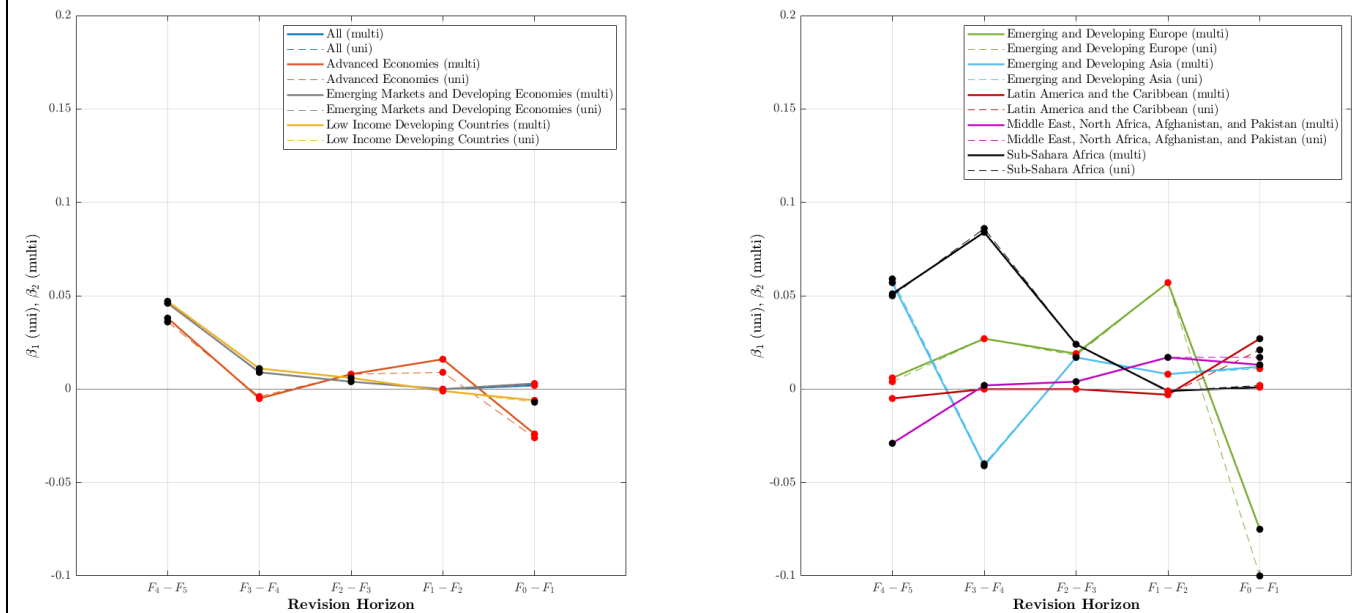 0.2
0.15
0.1
0.05
0
-0.05
-0.1
β₁ (uni), β₂ (multi)
All (multi)
All (uni)
Advanced Economies (multi)
Advanced Economies (uni)
Emerging Markets and Developing Economies (multi)
Emerging Markets and Developing Economies (uni)
Low Income Developing Countries (multi)
Low Income Developing Countries (uni)
F₄ − F₅ F₃ − F₄ F₂ − F₃ F₁ − F₂ F₀ − F₁
Revision Horizon
0.2
0.15
0.1
0.05
0
-0.05
-0.1
β₁ (uni), β₂ (multi)
Emerging and Developing Europe (multi)
Emerging and Developing Europe (uni)
Emerging and Developing Asia (multi)
Emerging and Developing Asia (uni)
Latin America and the Caribbean (multi)
Latin America and the Caribbean (uni)
Middle East, North Africa, Afghanistan, and Pakistan (multi)
Middle East, North Africa, Afghanistan, and Pakistan (uni)
Sub-Sahara Africa (multi)
Sub-Sahara Africa (uni)
F₄ − F₅ F₃ − F₄ F₂ − F₃ F₁ − F₂ F₀ − F₁
Revision Horizon